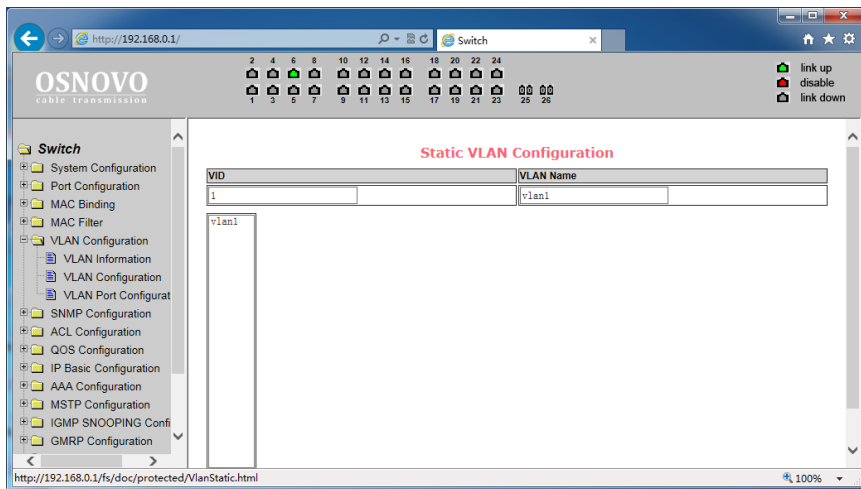 http://192.168.0.1/
Switch
OSNOVO
cable transmission
2 4 6 8 10 12 14 16 18 20 22 24
1 3 5 7 9 11 13 15 17 19 21 23 25 26
link up
disable
link down
Switch
System Configuration
Port Configuration
MAC Binding
MAC Filter
VLAN Configuration
VLAN Information
VLAN Configuration
VLAN Port Configurat
SNMP Configuration
ACL Configuration
QOS Configuration
IP Basic Configuration
AAA Configuration
MSTP Configuration
IGMP SNOOPING Confi
GMRP Configuration
Static VLAN Configuration
VID VLAN Name
1 vlan1
vlan1
http://192.168.0.1/fs/doc/protected/VlanStatic.html
100%